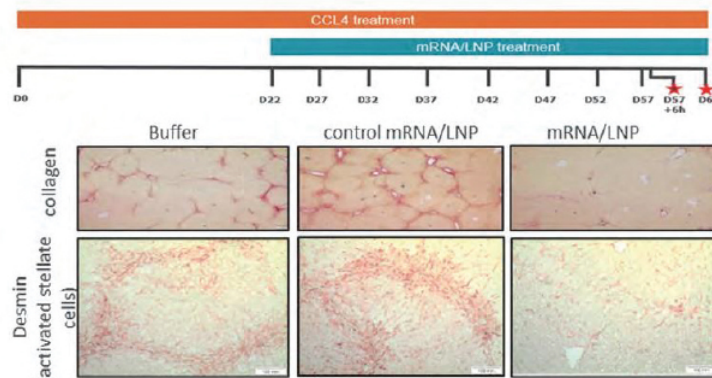 CCL4 treatment
mRNA/LNP treatment
D0 D22 D27 D32 D37 D42 D47 D52 D57 D57 D6
+6h
Buffer control mRNA/LNP mRNA/LNP
collagen
Desmin
activated stellate
cells)